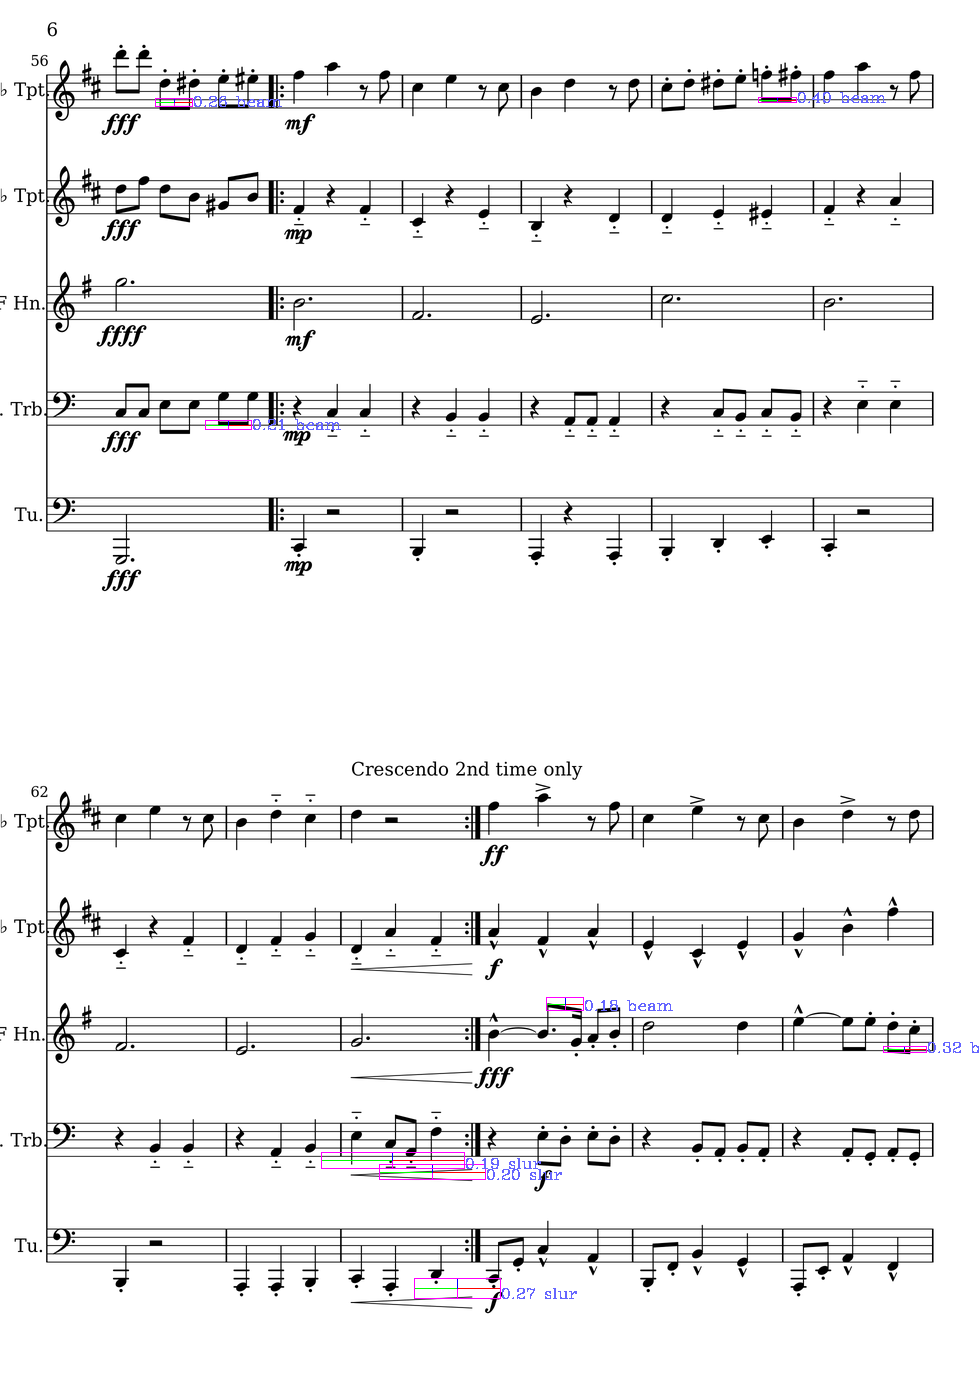 6
56
♭ Tpt.
fff
mf
0.28 beam
0.40 beam
♭ Tpt.
fff
mp
F Hn.
ffff
mf
. Trb.
fff
mp
0.21 beam
Tu.
fff
mp
Crescendo 2nd time only
62
♭ Tpt.
ff
♭ Tpt.
f
F Hn.
fff
0.18 beam
0.32 b
. Trb.
f
0.19 slur
0.20 slur
Tu.
f
0.27 slur